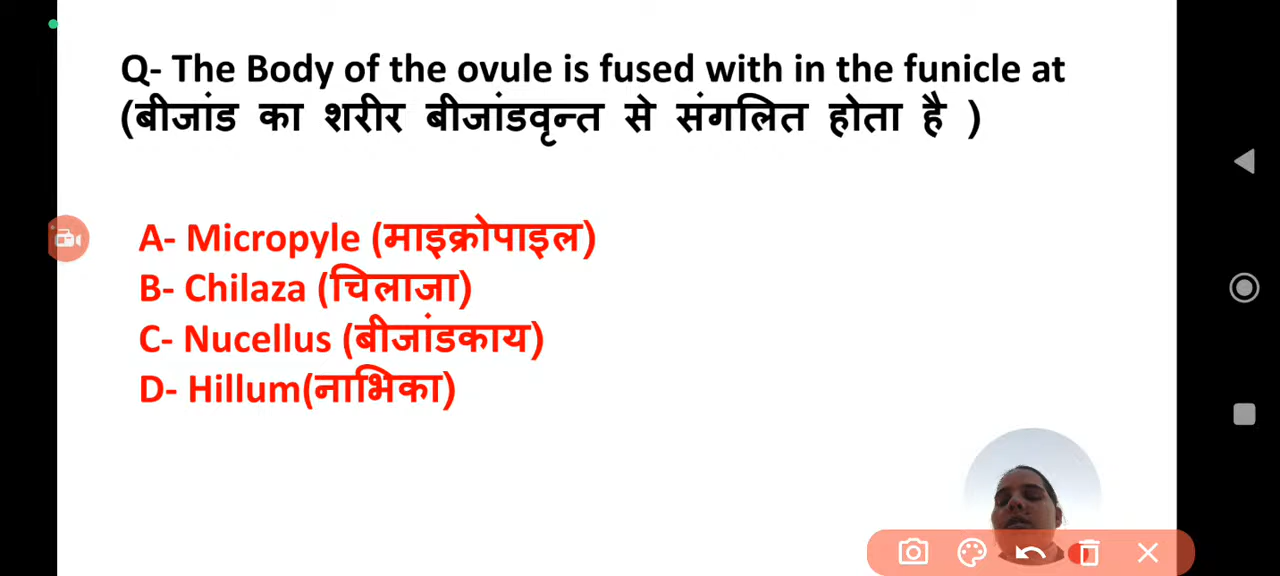 Q- The Body of the ovule is fused with in the funicle at
(बीजांड का शरीर बीजांडवृन्त से संगलित होता है )
A- Micropyle (माइक्रोपाइल)
B- Chilaza (चिलाजा)
C- Nucellus (बीजांडकाय)
D- Hillum(नाभिका)